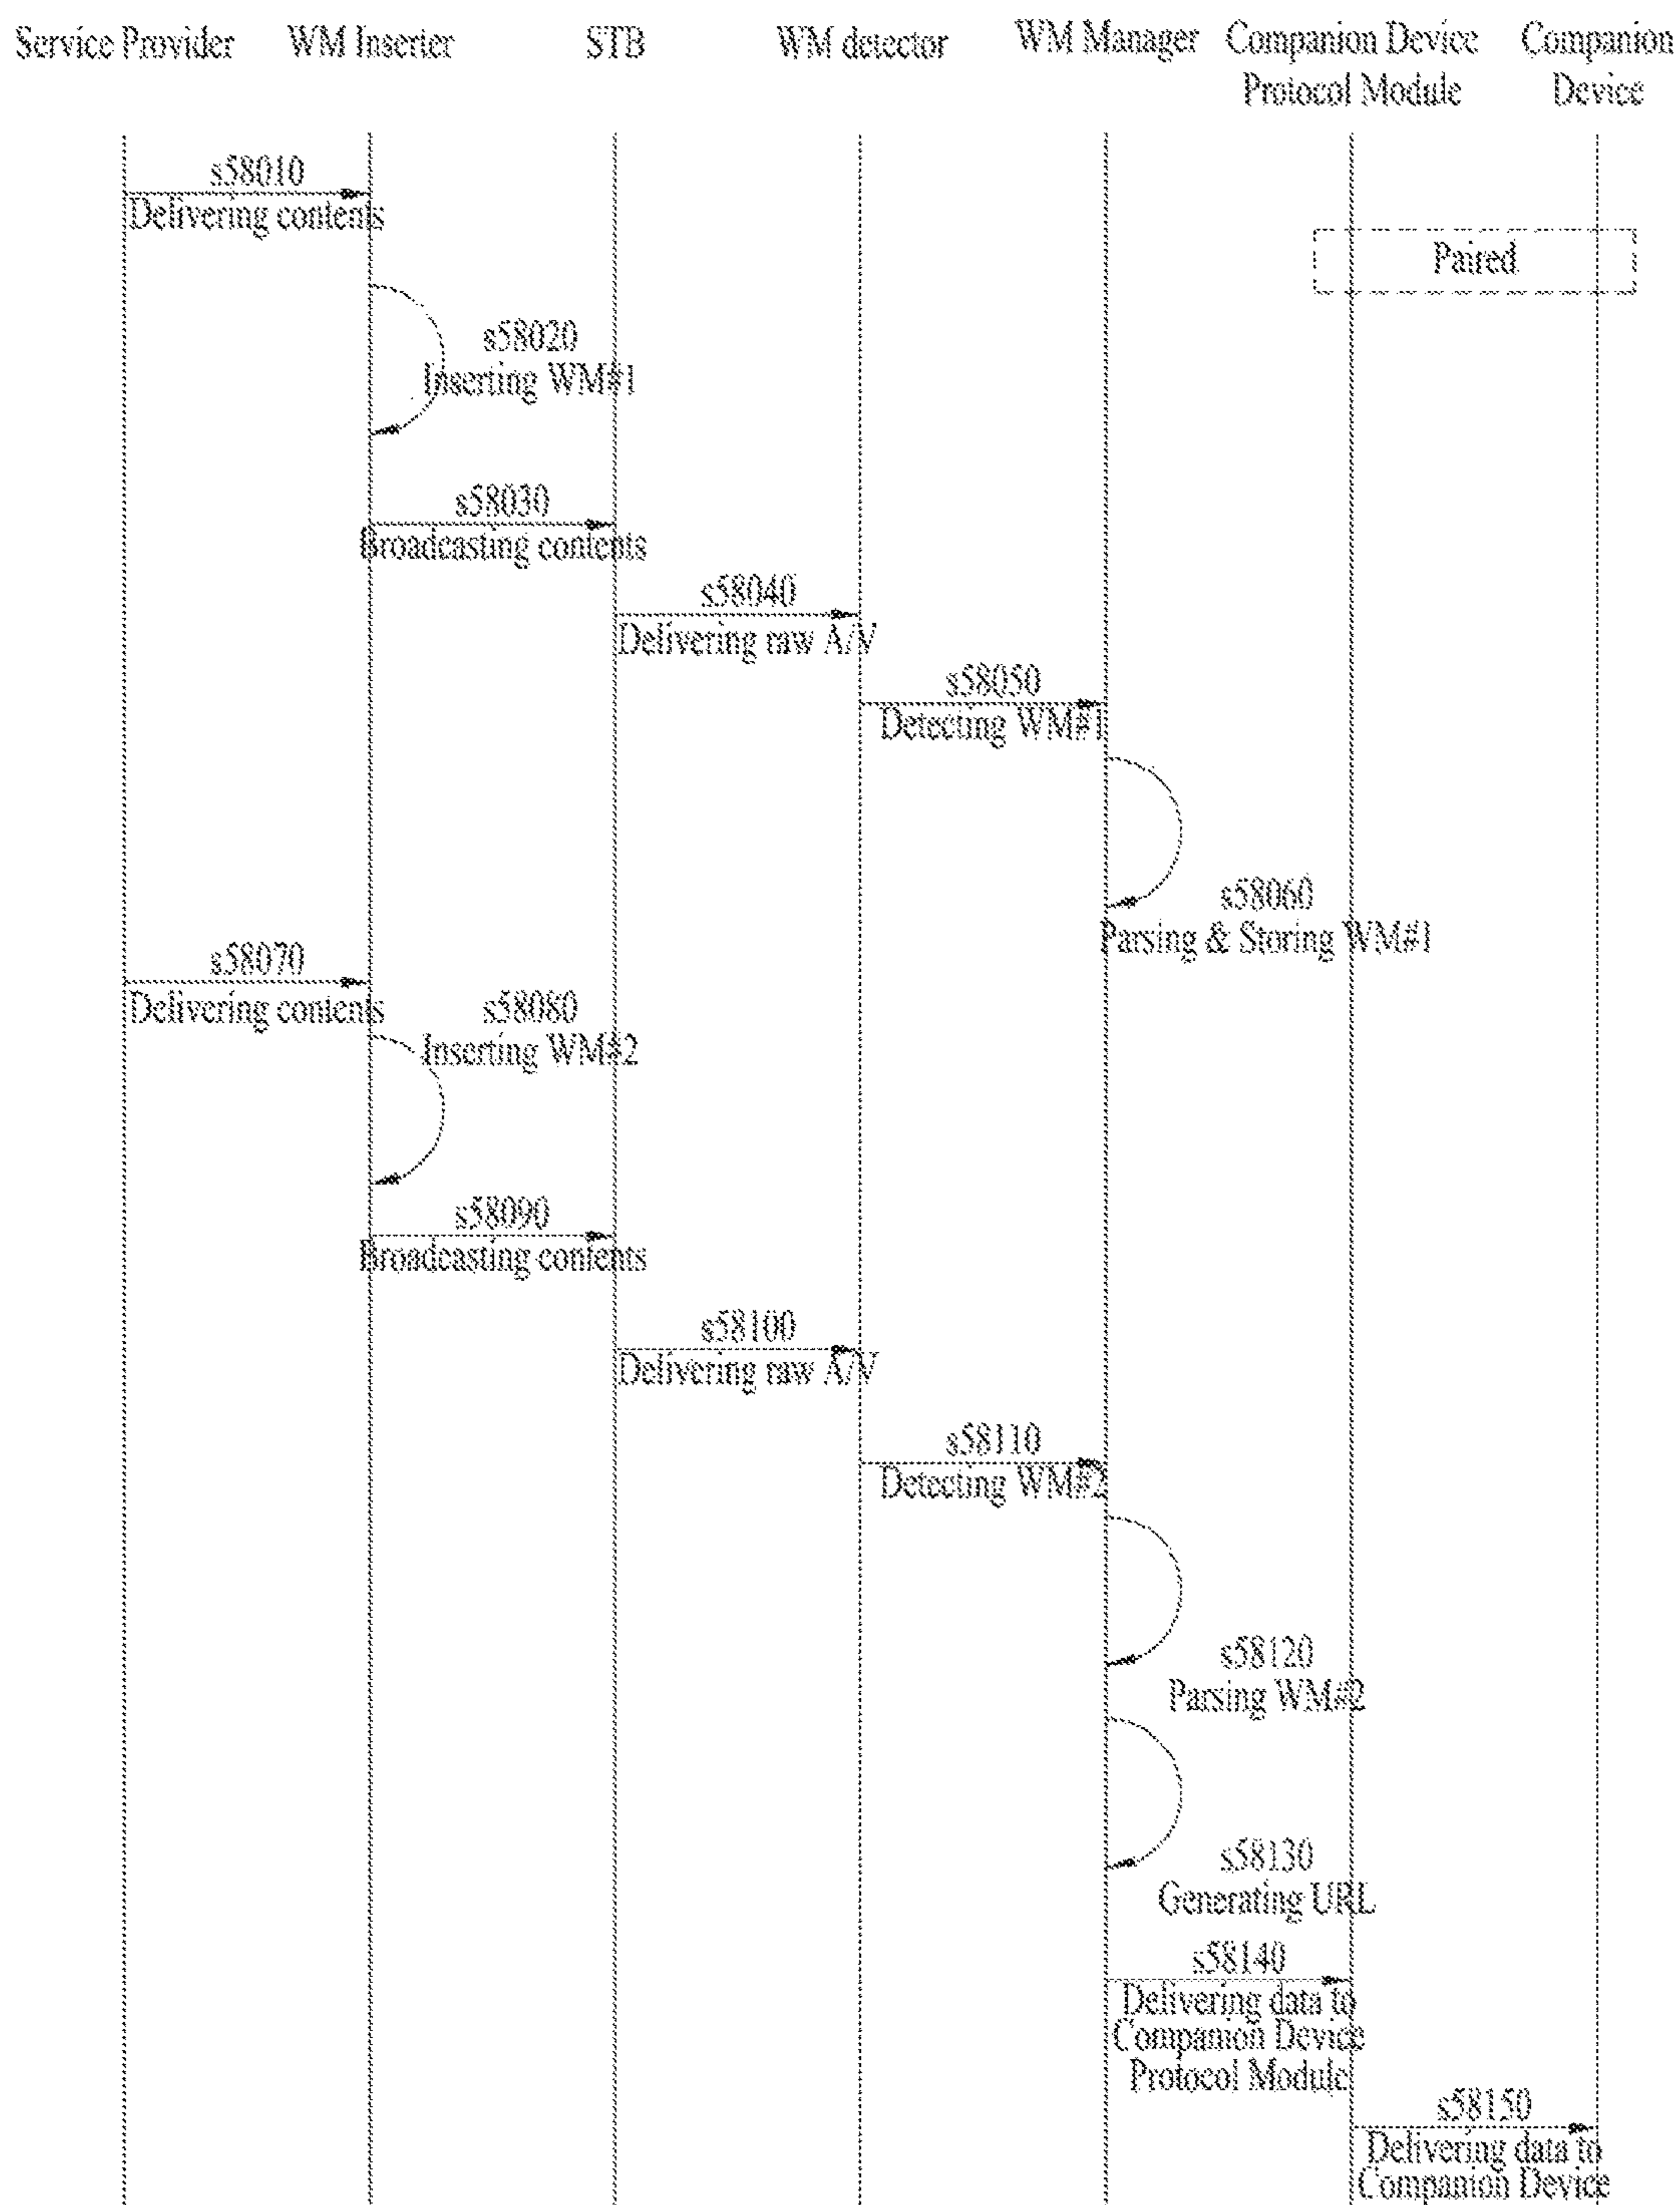 Service Provider
WM Inserter
STB
WM detector
WM Manager
Companion Device
Protocol Module
Companion
Device
s58010
Delivering contents
Paired
s58020
Inserting WM#1
s58030
Broadcasting contents
s58040
Delivering raw A/V
s58050
Detecting WM#1
s58060
Parsing & Storing WM#1
s58070
Delivering contents
s58080
Inserting WM#2
s58090
Broadcasting contents
s58100
Delivering raw A/V
s58110
Detecting WM#2
s58120
Parsing WM#2
s58130
Generating URL
s58140
Delivering data to
Companion Device
Protocol Module
s58150
Delivering data to
Companion Device